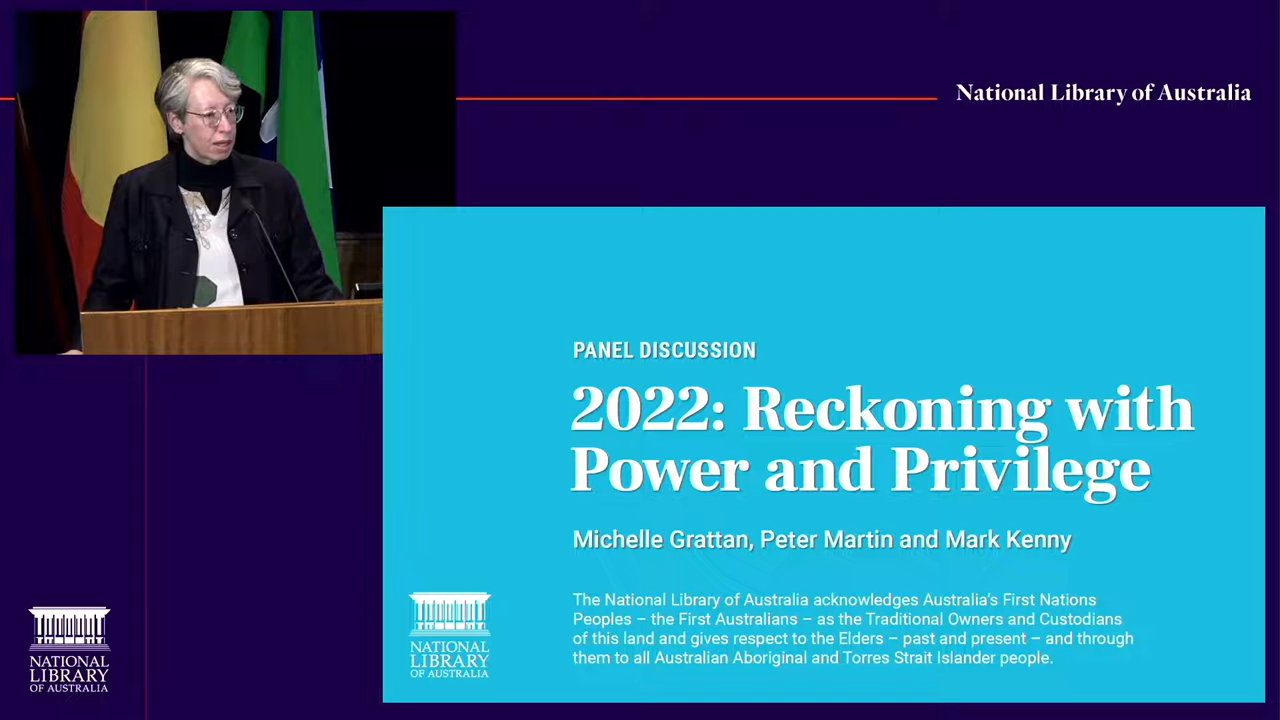 National Library of Australia
PANEL DISCUSSION
2022: Reckoning with
Power and Privilege
Michelle Grattan, Peter Martin and Mark Kenny
The National Library of Australia acknowledges Australia's First Nations
Peoples – the First Australians – as the Traditional Owners and Custodians
of this land and gives respect to the Elders – past and present – and through
them to all Australian Aboriginal and Torres Strait Islander people.
NATIONAL
LIBRARY
OF AUSTRALIA
NATIONAL
LIBRARY
OF AUSTRALIA